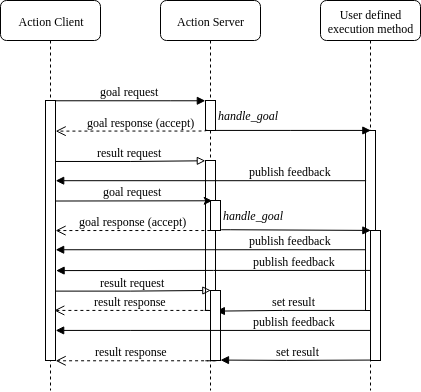 Action Client
Action Server
User defined
execution method
goal request
handle_goal
goal response (accept)
result request
publish feedback
goal request
handle_goal
goal response (accept)
publish feedback
publish feedback
result request
result response
set result
publish feedback
result response
set result